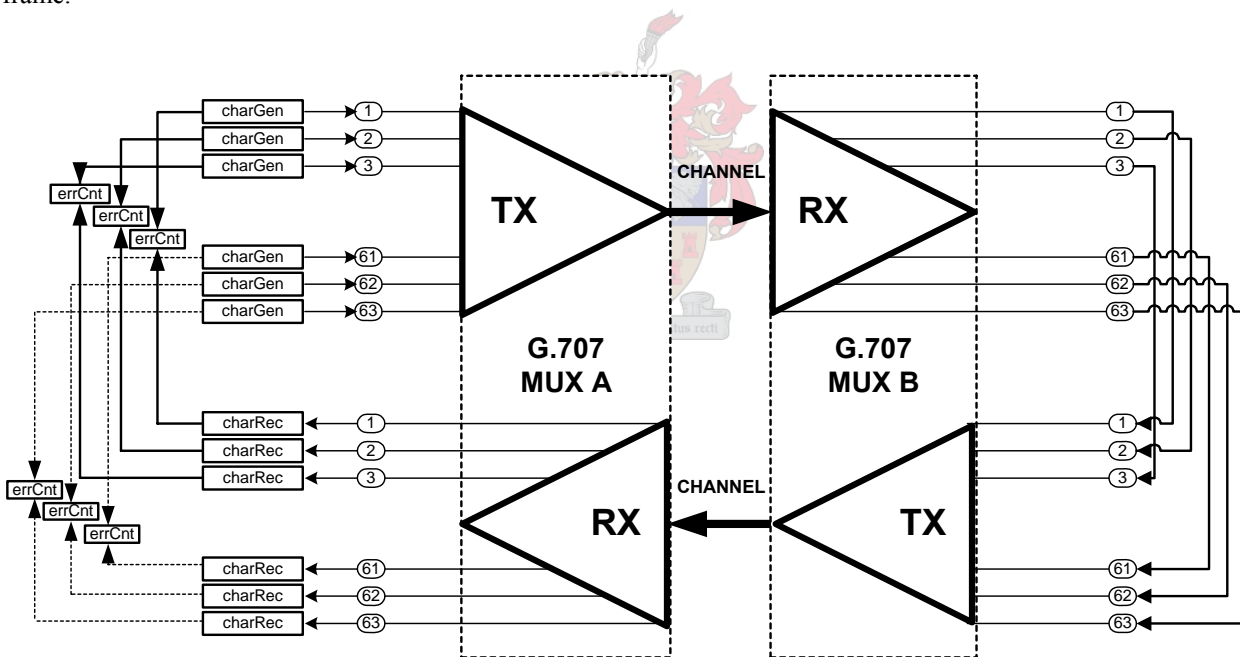 frame.
charGen 1 1
charGen 2 2
charGen 3 3
CHANNEL
errCnt
errCnt
errCnt
TX RX
charGen 61 61
charGen 62 62
charGen 63 63
G.707 G.707
MUX A MUX B
charRec 1 1
charRec 2 2
charRec 3 3
CHANNEL
errCnt
errCnt
errCnt
RX TX
charRec 61 61
charRec 62 62
charRec 63 63